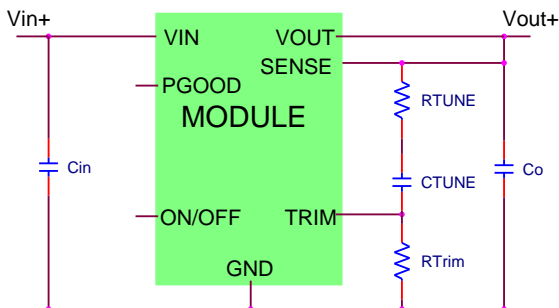 Vin+
Vout+
VIN
VOUT
SENSE
PGOOD
RTUNE
MODULE
Cin
CTUNE
Co
ON/OFF
TRIM
RTrim
GND